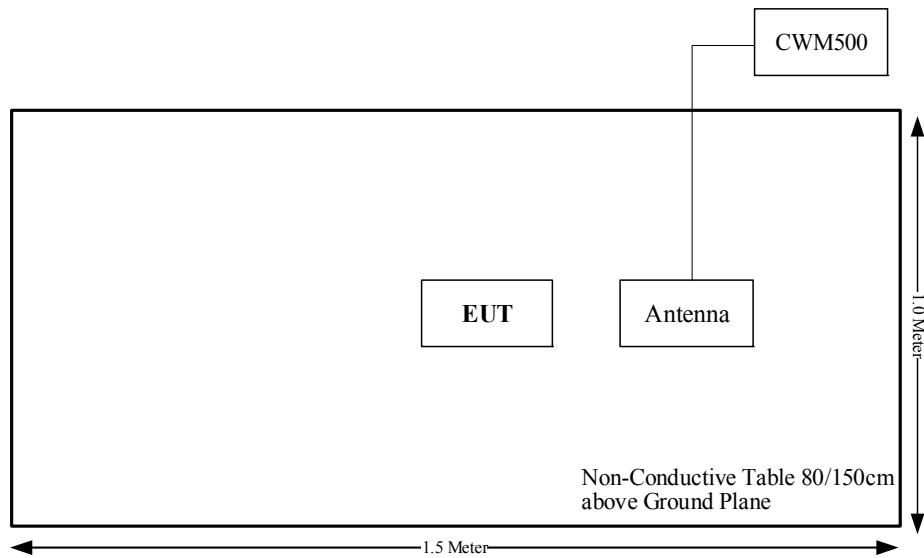 CWM500
EUT
Antenna
1.0 Meter
Non-Conductive Table 80/150cm
above Ground Plane
1.5 Meter